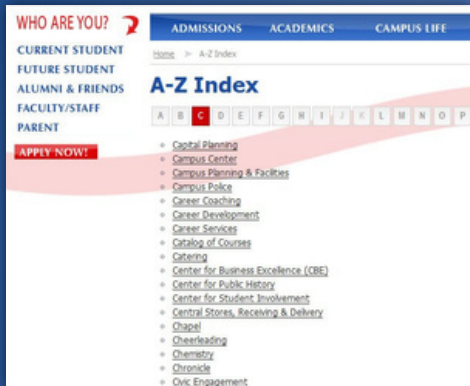 WHO ARE YOU?
CURRENT STUDENT
FUTURE STUDENT
ALUMNI & FRIENDS
FACULTY/STAFF
PARENT
APPLY NOW!
ADMISSIONS ACADEMICS CAMPUS LIFE
Home > A-Z Index
A-Z Index
A B C D E F G H I J K L M N O P
Capital Planning
Campus Center
Campus Planning & Facilties
Campus Police
Career Coaching
Career Development
Career Services
Catalog of Courses
Catering
Center for Business Excellence (CBE)
Center for Public History
Center for Student Involvement
Central Stores, Receiving & Delivery
Chapel
Cheerleading
Chemistry
Chronicle
Civic Engagement